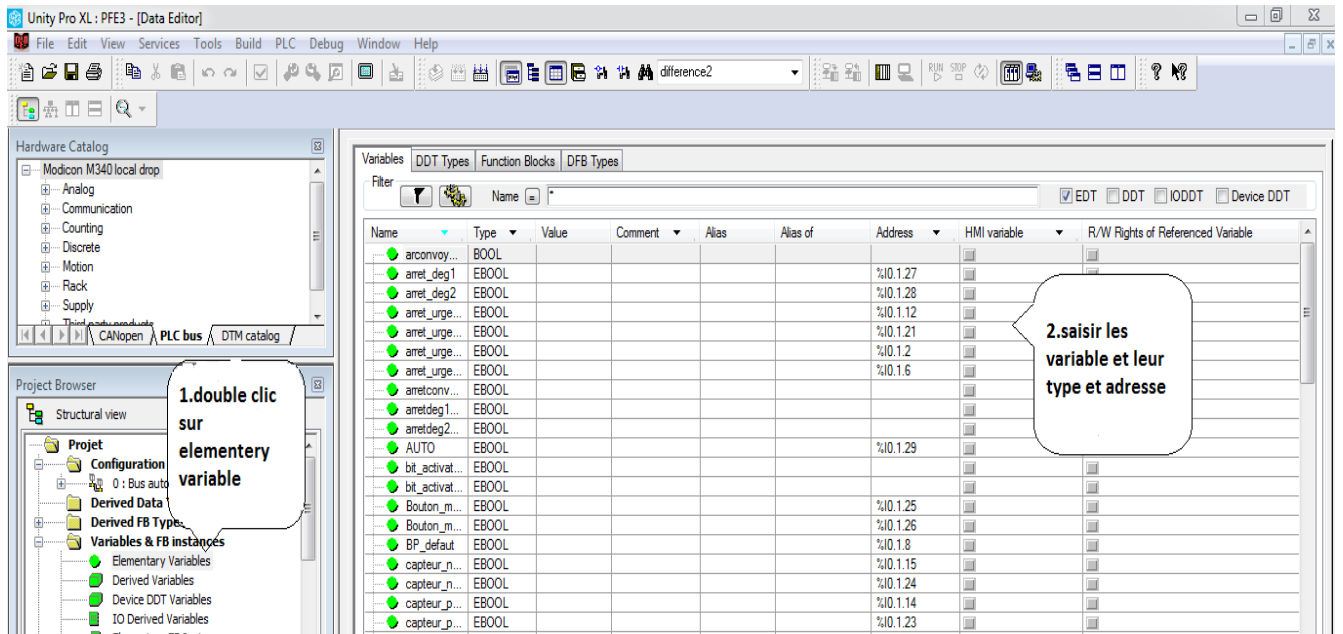 Unity Pro XL : PFE3 - [Data Editor]
File Edit View Services Tools Build PLC Debug Window Help
difference2
RUN STOP
Hardware Catalog
Modicon M340 local drop
Analog
Communication
Counting
Discrete
Motion
Rack
Supply
Third party products
CANopen PLC bus DTM catalog
Project Browser
Structural view
Projet
Configuration
0 : Bus auto
Derived Data
Derived FB Type
Variables & FB instances
Elementary Variables
Derived Variables
Device DDT Variables
IO Derived Variables
1.double clic
sur
elementery
variable
Variables DDT Types Function Blocks DFB Types
Filter
Name = *
EDT DDT IODDT Device DDT
Name Type Value Comment Alias Alias of Address HMI variable R/W Rights of Referenced Variable
arconvoy... BOOL
arret_deg1 EBOOL %I0.1.27
arret_deg2 EBOOL %I0.1.28
arret_urge... EBOOL %I0.1.12
arret_urge... EBOOL %I0.1.21
arret_urge... EBOOL %I0.1.2
arret_urge... EBOOL %I0.1.6
arretconv... EBOOL
arretdeg1... EBOOL
arretdeg2... EBOOL
AUTO EBOOL %I0.1.29
bit_activat... EBOOL
bit_activat... EBOOL
Bouton_m... EBOOL %I0.1.25
Bouton_m... EBOOL %I0.1.26
BP_defaut EBOOL %I0.1.8
capteur_n... EBOOL %I0.1.15
capteur_n... EBOOL %I0.1.24
capteur_p... EBOOL %I0.1.14
capteur_p... EBOOL %I0.1.23
2.saisir les
variable et leur
type et adresse